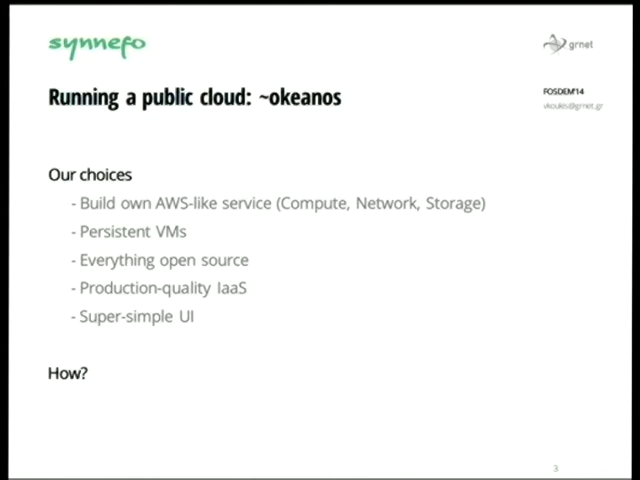 synnefo
grnet
Running a public cloud: ~okeanos
FOSDEM'14
vkoukis@grnet.gr
Our choices
- Build own AWS-like service (Compute, Network, Storage)
- Persistent VMs
- Everything open source
- Production-quality IaaS
- Super-simple UI
How?
3